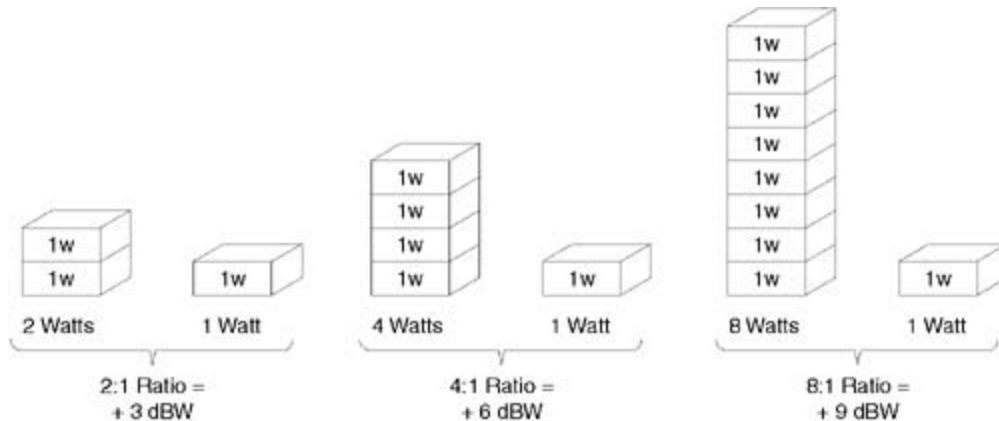 1w
1w
1w
2 Watts
1 Watt
2:1 Ratio =
+ 3 dBW
1w
1w
1w
1w
1w
4 Watts
1 Watt
4:1 Ratio =
+ 6 dBW
1w
1w
1w
1w
1w
1w
1w
1w
1w
8 Watts
1 Watt
8:1 Ratio =
+ 9 dBW